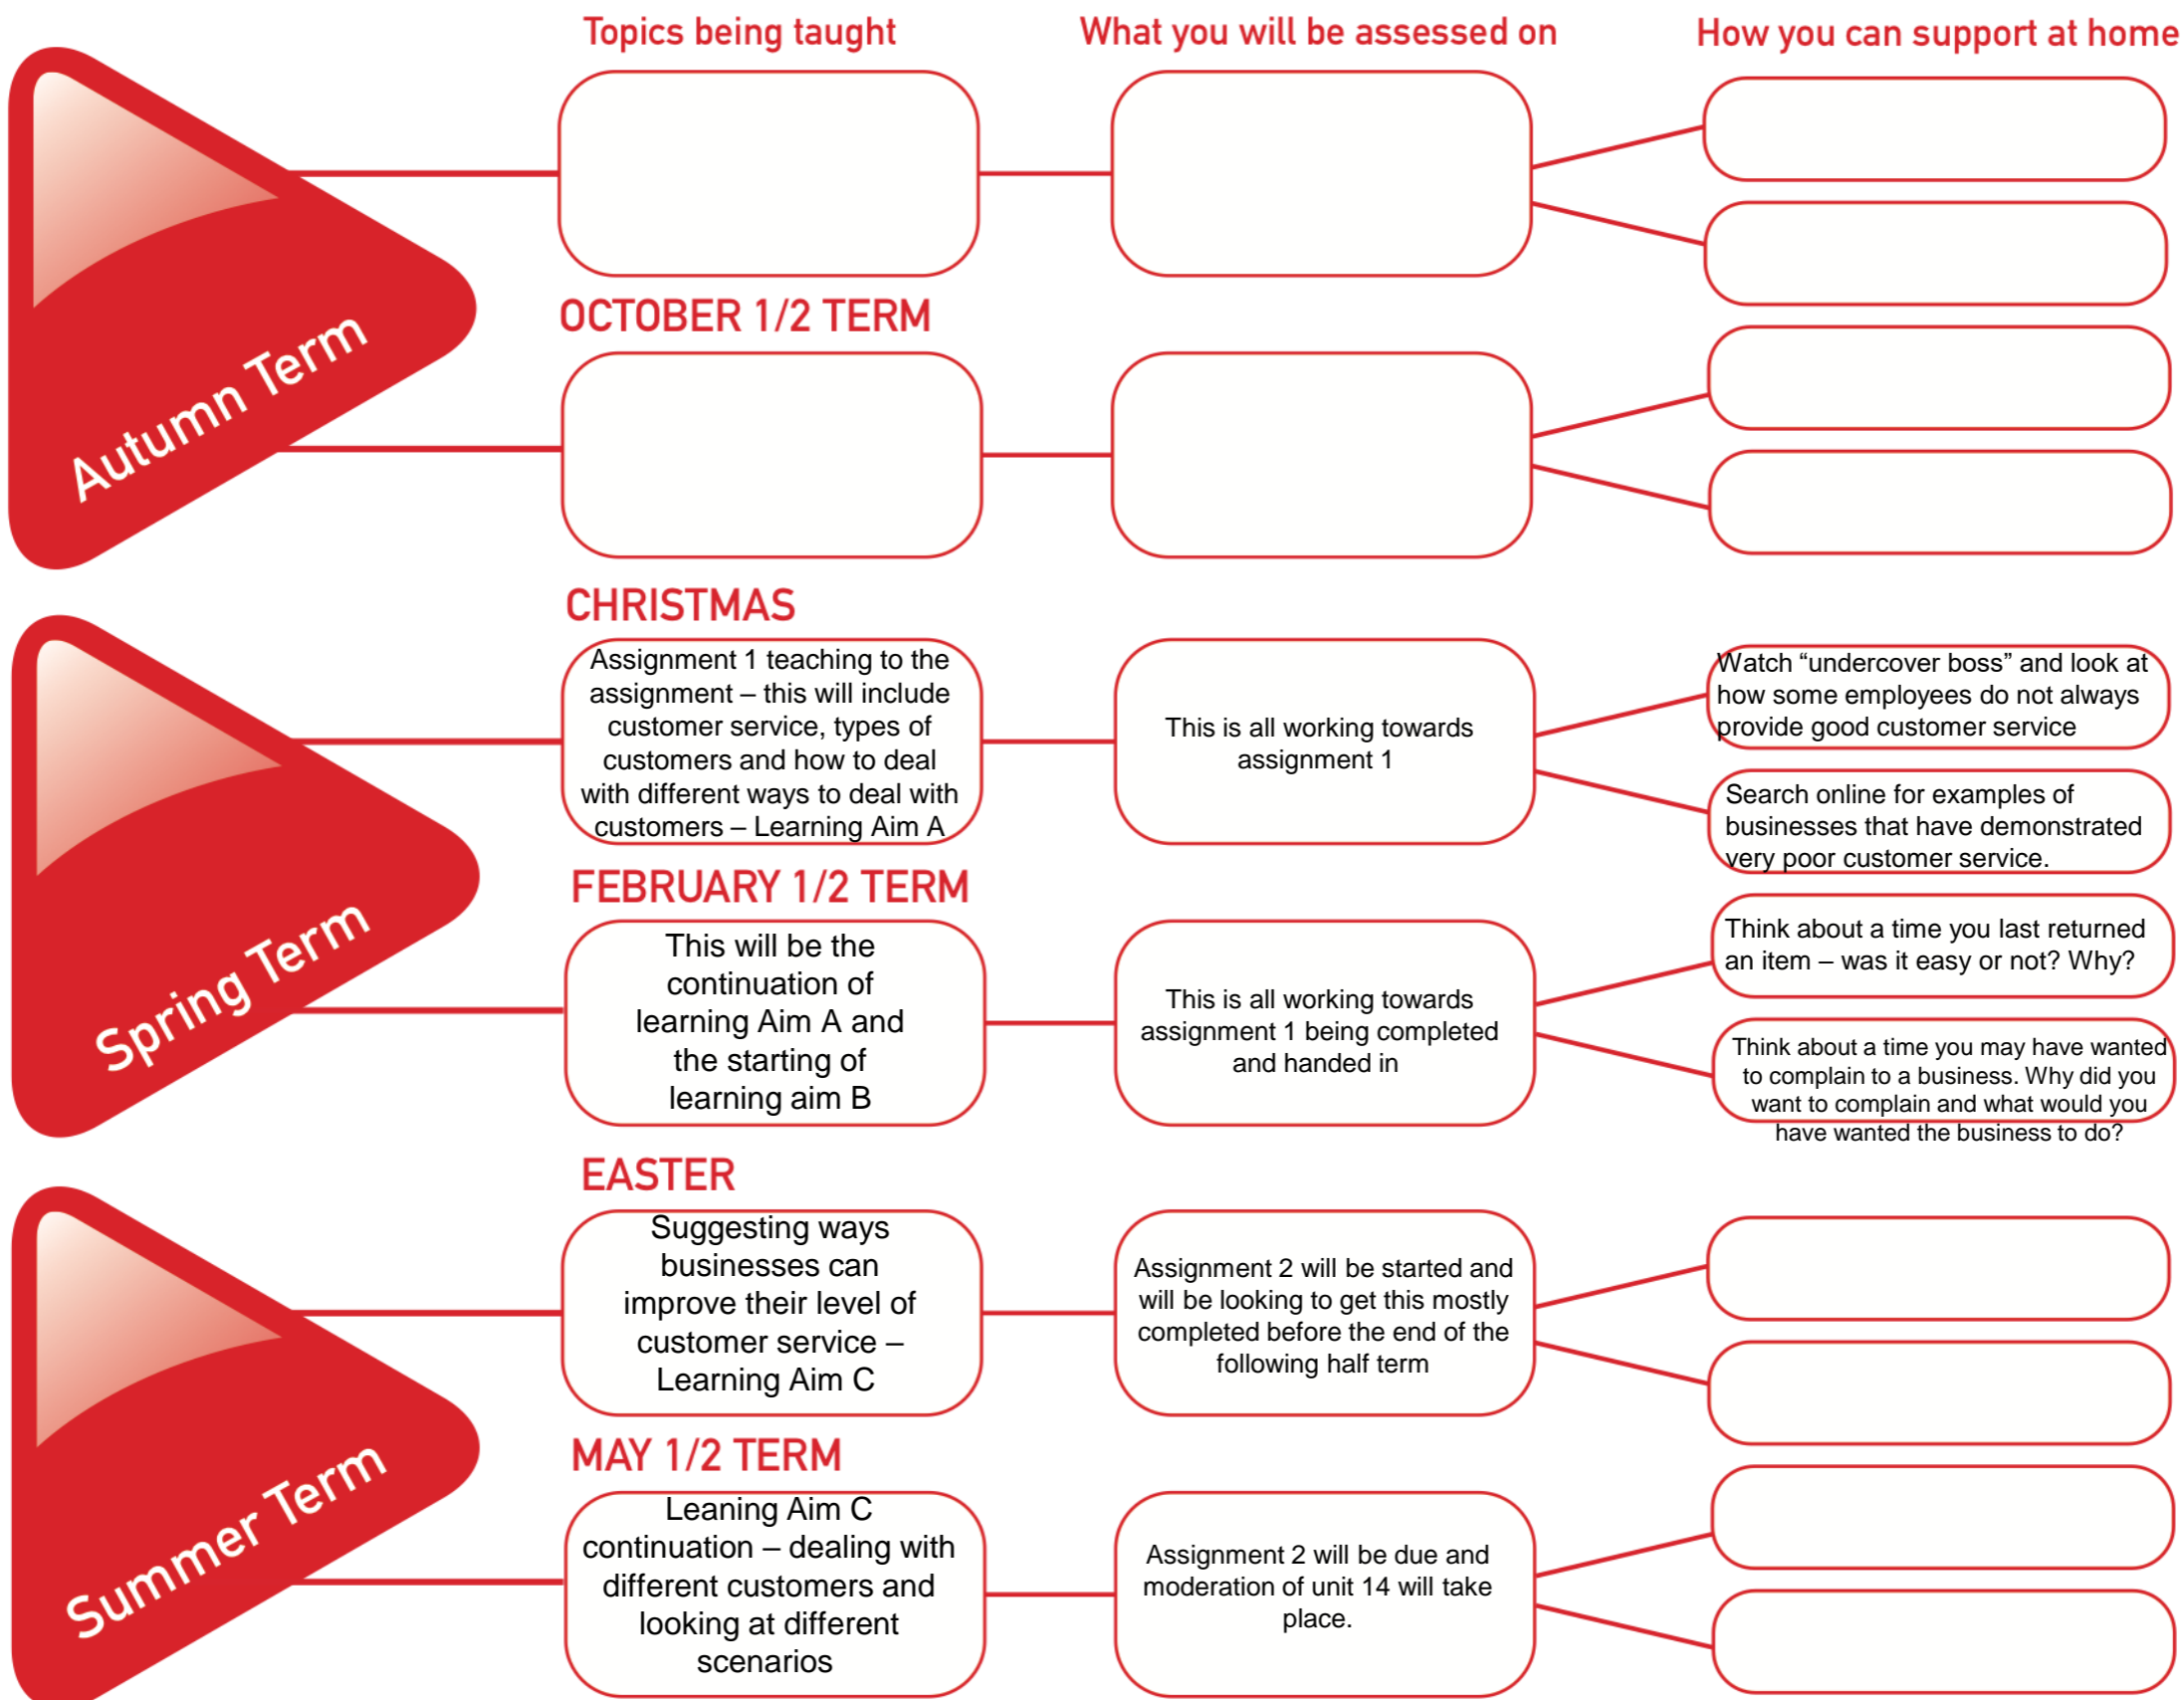 Topics being taught
What you will be assessed on
How you can support at home
Autumn Term
OCTOBER 1/2 TERM
CHRISTMAS
Spring Term
Assignment 1 teaching to the
assignment – this will include
customer service, types of
customers and how to deal
with different ways to deal with
customers – Learning Aim A
This is all working towards
assignment 1
Watch “undercover boss” and look at
how some employees do not always
provide good customer service
Search online for examples of
businesses that have demonstrated
very poor customer service.
FEBRUARY 1/2 TERM
This will be the
continuation of
learning Aim A and
the starting of
learning aim B
This is all working towards
assignment 1 being completed
and handed in
Think about a time you last returned
an item – was it easy or not? Why?
Think about a time you may have wanted
to complain to a business. Why did you
want to complain and what would you
have wanted the business to do?
EASTER
Summer Term
Suggesting ways
businesses can
improve their level of
customer service –
Learning Aim C
Assignment 2 will be started and
will be looking to get this mostly
completed before the end of the
following half term
MAY 1/2 TERM
Leaning Aim C
continuation – dealing with
different customers and
looking at different
scenarios
Assignment 2 will be due and
moderation of unit 14 will take
place.